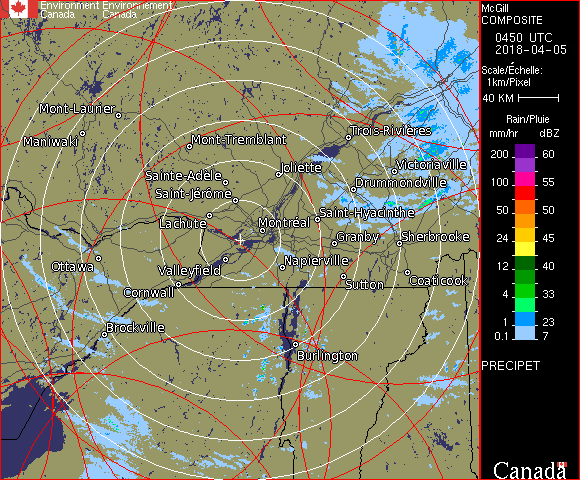 Environment Environnement
Canada Canada
McGill
COMPOSITE
0450 UTC
2018-04-05
Scale/Échelle:
1km/Pixel
40 KM
Rain/Pluie
mm/hr dBZ
200 60
100 55
50 50
24 45
12 40
4 33
1 23
0.1 7
PRECIPET
Canada
Mont-Laurier
Maniwaki
Mont-Tremblant
Trois-Rivières
Sainte-Adèle
Joliette
Victoriaville
Saint-Jérôme
Drummondville
Lachute
Montréal
Saint-Hyacinthe
Granby
Sherbrooke
Ottawa
Valleyfield
Napierville
Cornwall
Sutton
Coaticook
Brockville
Burlington